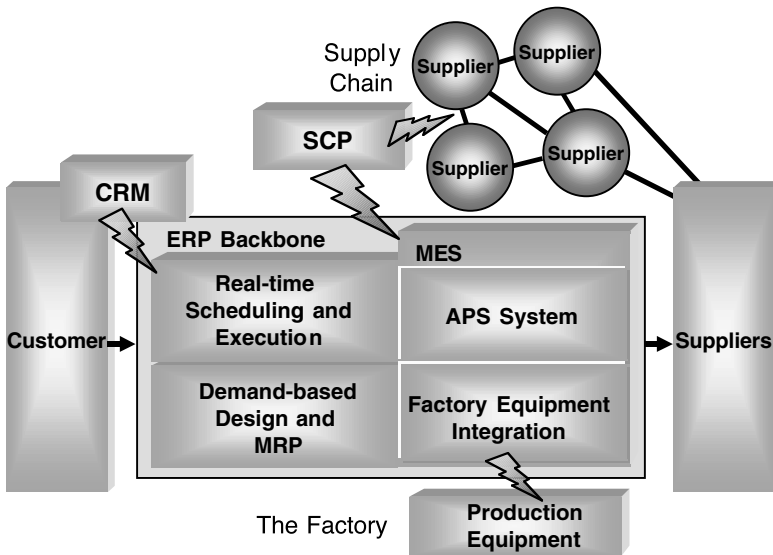 Supply
Chain
Supplier
Supplier
Supplier
Supplier
SCP
CRM
ERP Backbone
MES
Real-time
Scheduling and
Execution
APS System
Customer
Suppliers
Demand-based
Design and
MRP
Factory Equipment
Integration
The Factory
Production
Equipment